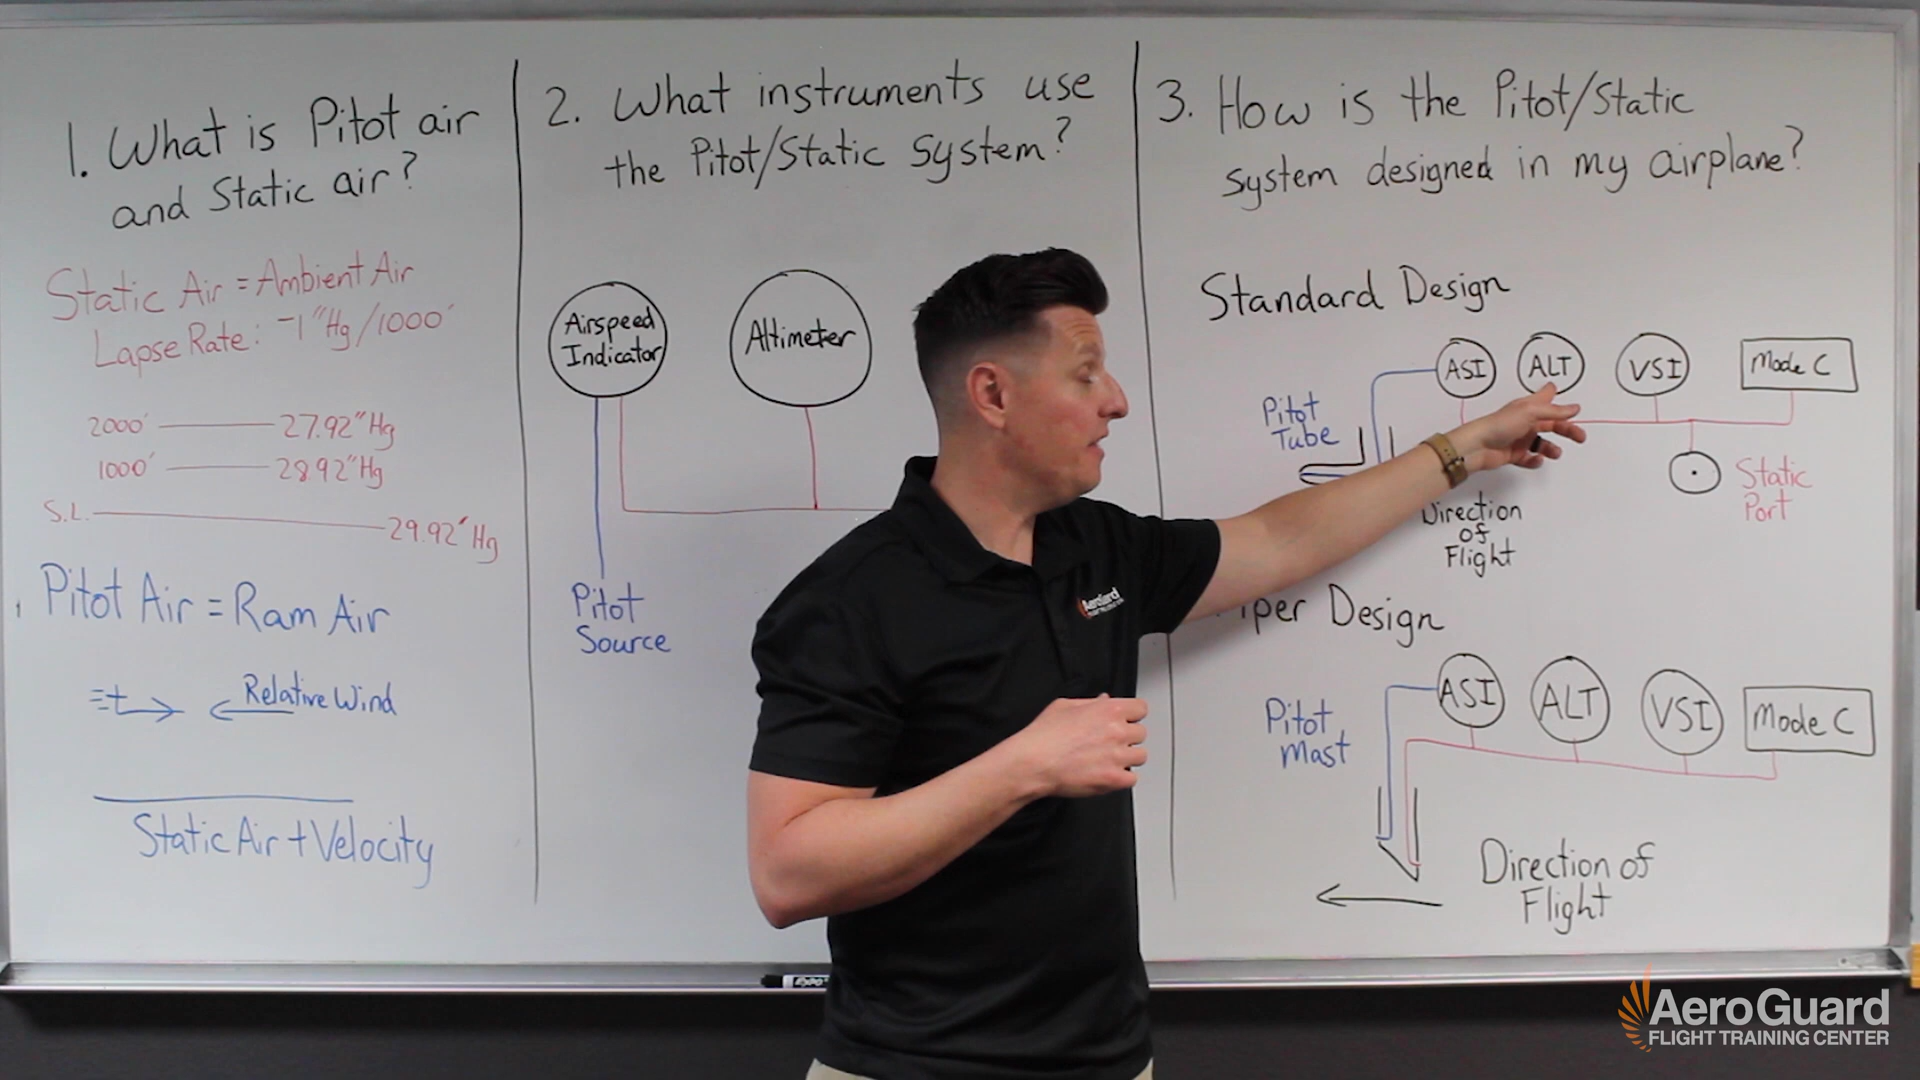 1. What is Pitot air
and Static air?
Static Air = Ambient Air
Lapse Rate: -1"Hg/1000'
2000' 27.92"Hg
1000' 28.92"Hg
S.L. 29.92"Hg
Pitot Air = Ram Air
Relative Wind
Static Air + Velocity
2. What instruments use
the Pitot/Static System?
Airspeed
Indicator
Altimeter
Pitot
Source
3. How is the Pitot/Static
system designed in my airplane?
Standard Design
ASI ALT VSI Mode C
Pitot
Tube
Static
Port
Direction
of
Flight
iper Design
ASI ALT VSI Mode C
Pitot
Mast
Direction of
Flight
AeroGuard
EXPO
AeroGuard
FLIGHT TRAINING CENTER